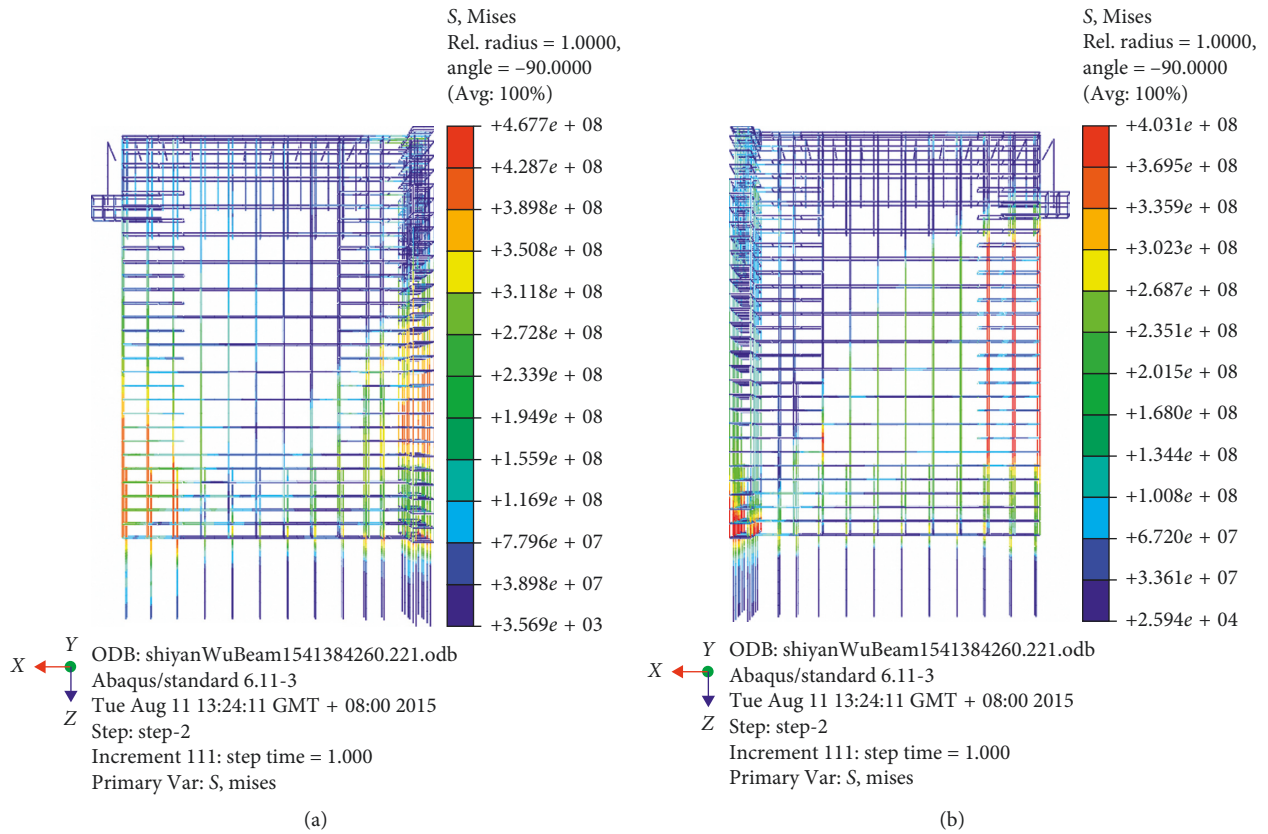 S, Mises
Rel. radius = 1.0000,
angle = –90.0000
(Avg: 100%)
+4.677e + 08
+4.287e + 08
+3.898e + 08
+3.508e + 08
+3.118e + 08
+2.728e + 08
+2.339e + 08
+1.949e + 08
+1.559e + 08
+1.169e + 08
+7.796e + 07
+3.898e + 07
+3.569e + 03
Y
X
Z
ODB: shiyanWuBeam1541384260.221.odb
Abaqus/standard 6.11-3
Tue Aug 11 13:24:11 GMT + 08:00 2015
Step: step-2
Increment 111: step time = 1.000
Primary Var: S, mises
(a)
S, Mises
Rel. radius = 1.0000,
angle = –90.0000
(Avg: 100%)
+4.031e + 08
+3.695e + 08
+3.359e + 08
+3.023e + 08
+2.687e + 08
+2.351e + 08
+2.015e + 08
+1.680e + 08
+1.344e + 08
+1.008e + 08
+6.720e + 07
+3.361e + 07
+2.594e + 04
Y
X
Z
ODB: shiyanWuBeam1541384260.221.odb
Abaqus/standard 6.11-3
Tue Aug 11 13:24:11 GMT + 08:00 2015
Step: step-2
Increment 111: step time = 1.000
Primary Var: S, mises
(b)